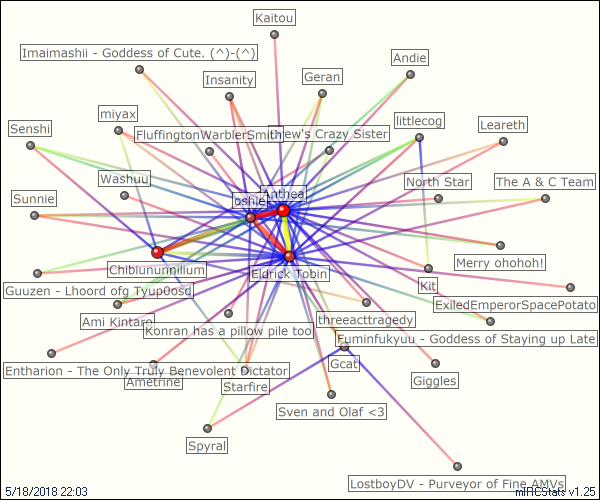 Kaitou
Imaimashii - Goddess of Cute. (^)-(^)
Andie
Insanity
Geran
miyax
littlecog
Leareth
Senshi
FluffingtonWarblerSmith
rew's Crazy Sister
Washuu
North Star
The A & C Team
Sunnie
oshie
Anthea
Merry ohohoh!
Chibiununnilium
Eldrick Tobin
Kit
Guuzen - Lhoord ofg Tyup0osd
ExiledEmperorSpacePotato
Ami Kintaro
threeacttragedy
Konran has a pillow pile too
Fuminfukyuu - Goddess of Staying up Late
Gcat
Entharion - The Only Truly Benevolent Dictator
Ametrine
Starfire
Giggles
Sven and Olaf <3
Spyral
LostboyDV - Purveyor of Fine AMVs
5/18/2018 22:03
mIRCStats v1.25